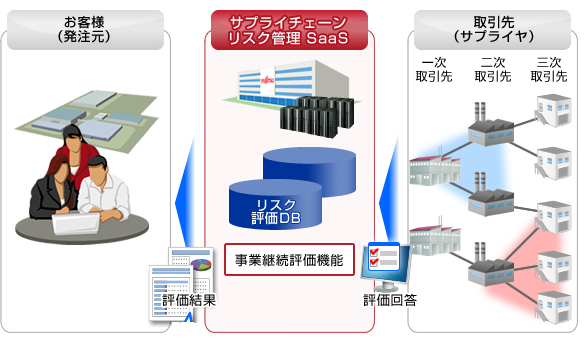 お客様
（発注元）
サプライチェーン
リスク管理 SaaS
取引先
（サプライヤ）
一次
取引先
二次
取引先
三次
取引先
FUJITSU
リスク
評価DB
事業継続評価機能
評価結果
評価回答